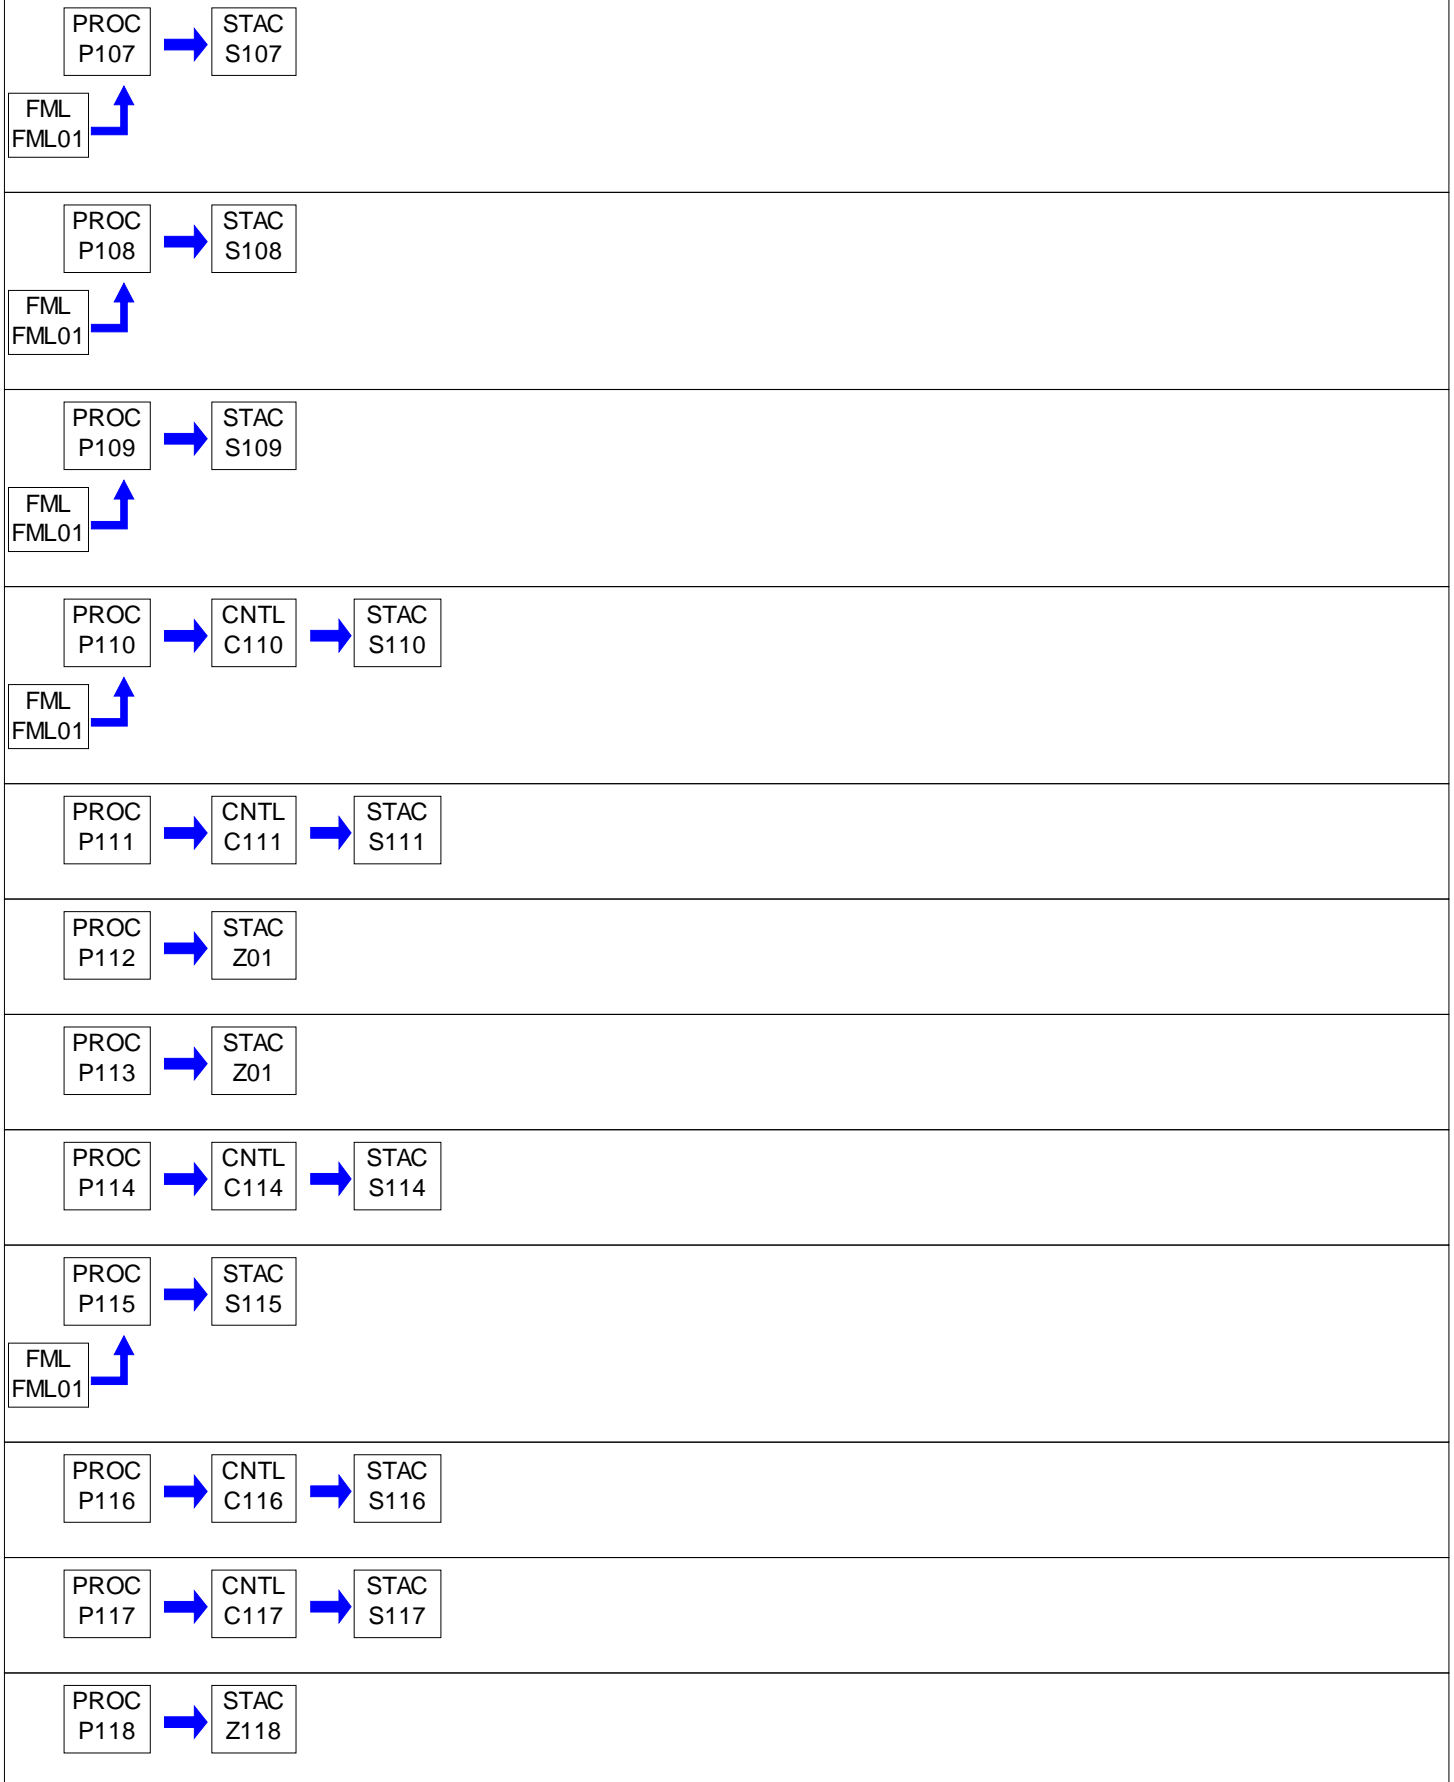 PROC
P107
STAC
S107
FML
FML01
PROC
P108
STAC
S108
FML
FML01
PROC
P109
STAC
S109
FML
FML01
PROC
P110
CNTL
C110
STAC
S110
FML
FML01
PROC
P111
CNTL
C111
STAC
S111
PROC
P112
STAC
Z01
PROC
P113
STAC
Z01
PROC
P114
CNTL
C114
STAC
S114
PROC
P115
STAC
S115
FML
FML01
PROC
P116
CNTL
C116
STAC
S116
PROC
P117
CNTL
C117
STAC
S117
PROC
P118
STAC
Z118